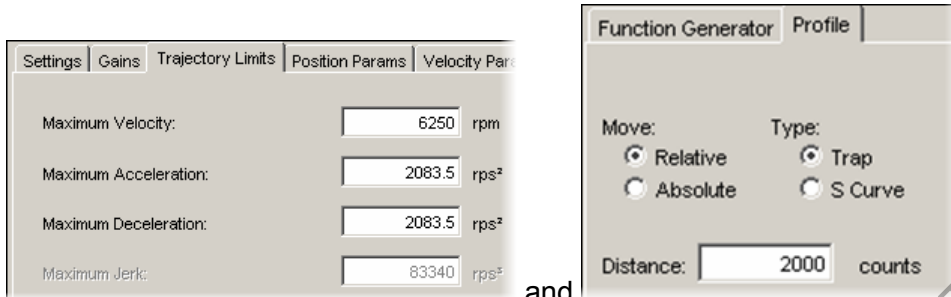 Settings Gains Trajectory Limits Position Params Velocity Para
Maximum Velocity: 6250 rpm
Maximum Acceleration: 2083.5 rps²
Maximum Deceleration: 2083.5 rps²
Maximum Jerk: 83340 rps³
and
Function Generator Profile
Move: Type:
Relative Trap
Absolute S Curve
Distance: 2000 counts